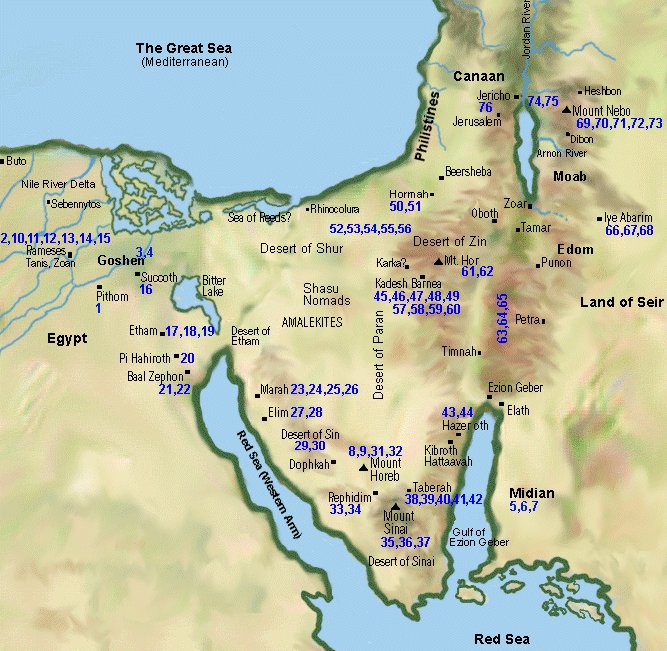 Jordan River
The Great Sea
(Mediterranean)
Canaan
Philistines
Jericho
74,75
Heshbon
76
Mount Nebo
Jerusalem
69,70,71,72,73
Dibon
Arnon River
Buto
Beersheba
Moab
Nile River Delta
Hormah
50,51
Sebennytos
Sea of Reeds?
Rhinocolura
Zoar
Oboth
Iye Abarim
66,67,68
52,53,54,55,56
Tamar
2,10,11,12,13,14,15
Rameses
Tanis, Zoan
3,4
Goshen
Desert of Shur
Desert of Zin
Edom
Karka?
Mt. Hor
61,62
Punon
Succoth
16
Bitter
Lake
Kadesh Barnea
45,46,47,48,49
57,58,59,60
Shasu
Nomads
Pithom
1
Land of Seir
63,64,65
Petra
AMALEKITES
Desert of Paran
Egypt
Etham
17,18,19
Desert of
Etham
Pi Hahiroth
20
Timnah
Baal Zephon
21,22
Marah
23,24,25,26
Ezion Geber
Elath
Elim
27,28
43,44
Hazeroth
Desert of Sin
29,30
Red Sea (Western Arm)
8,9,31,32
Kibroth
Hattaavah
Dophkah
Mount
Horeb
Taberah
38,39,40,41,42
Midian
5,6,7
Rephidim
33,34
Mount
Sinai
35,36,37
Gulf of
Ezion Geber
Desert of Sinai
Red Sea